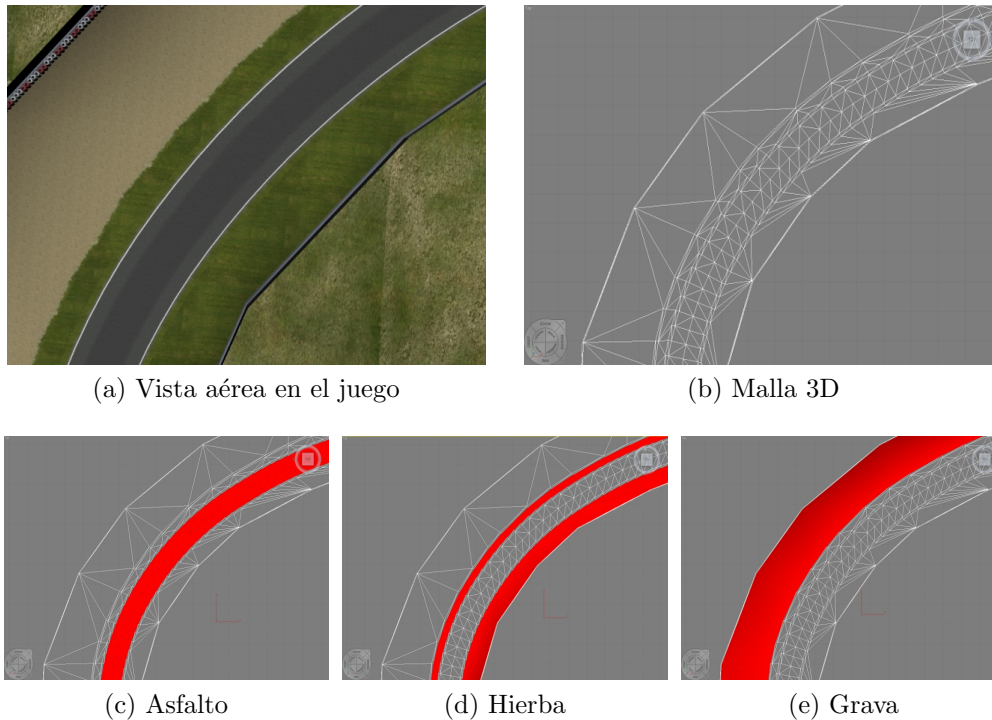 (a) Vista aérea en el juego
(b) Malla 3D
(c) Asfalto
(d) Hierba
(e) Grava